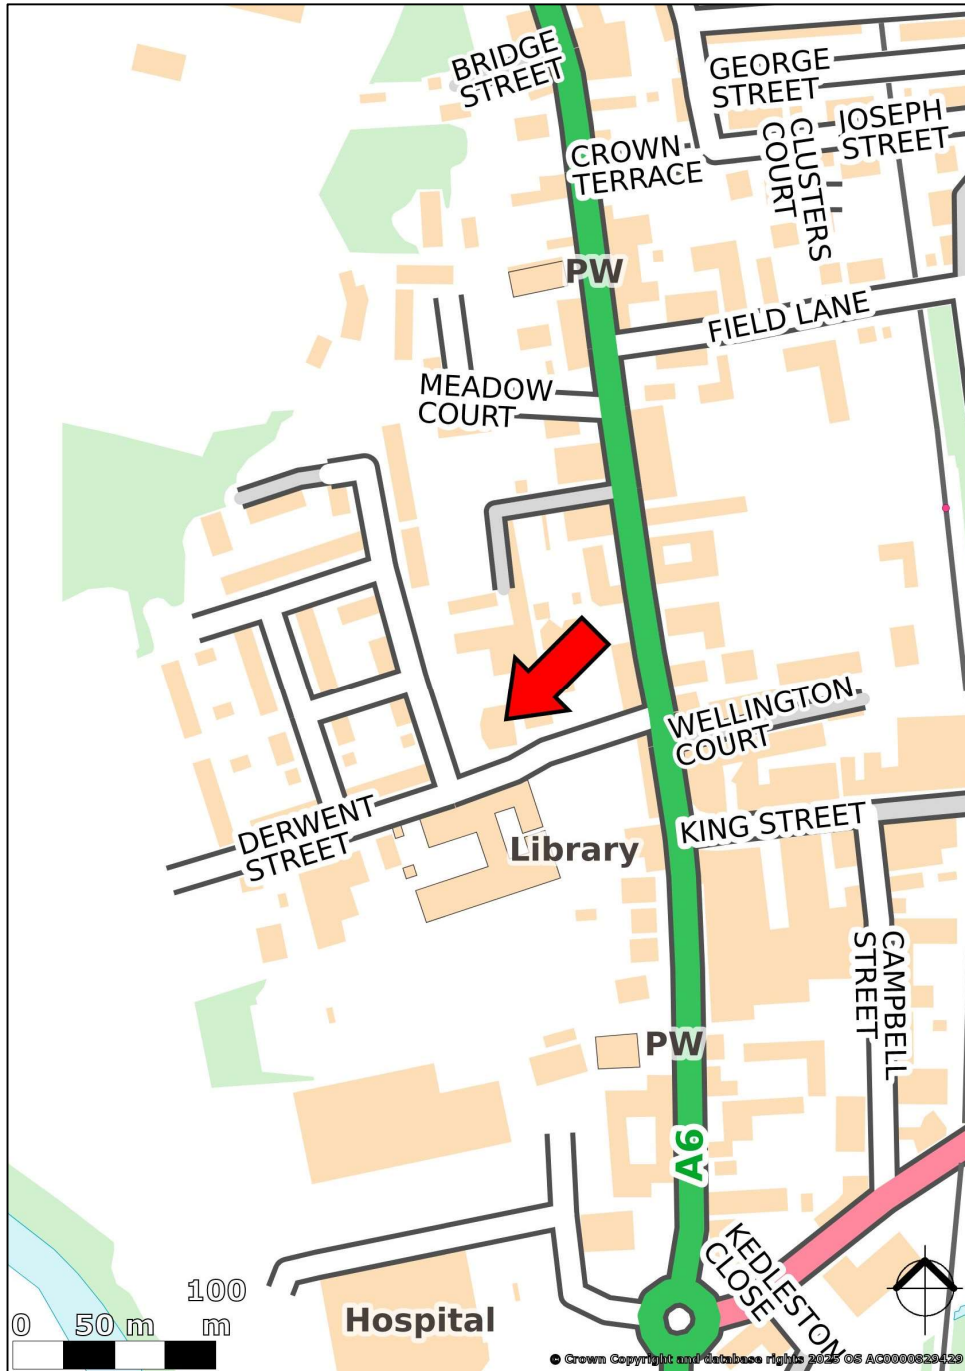 BRIDGE
STREET
GEORGE
STREET
JOSEPH
STREET
CLUSTERS
COURT
CROWN
TERRACE
PW
FIELD LANE
MEADOW
COURT
WELLINGTON
COURT
DERWENT
STREET
KING STREET
Library
CAMPBELL
STREET
PW
A6
KEDLESTON
CLOSE
Hospital
100
0 50 m m
© Crown Copyright and database rights 2025 OS AC0000829429